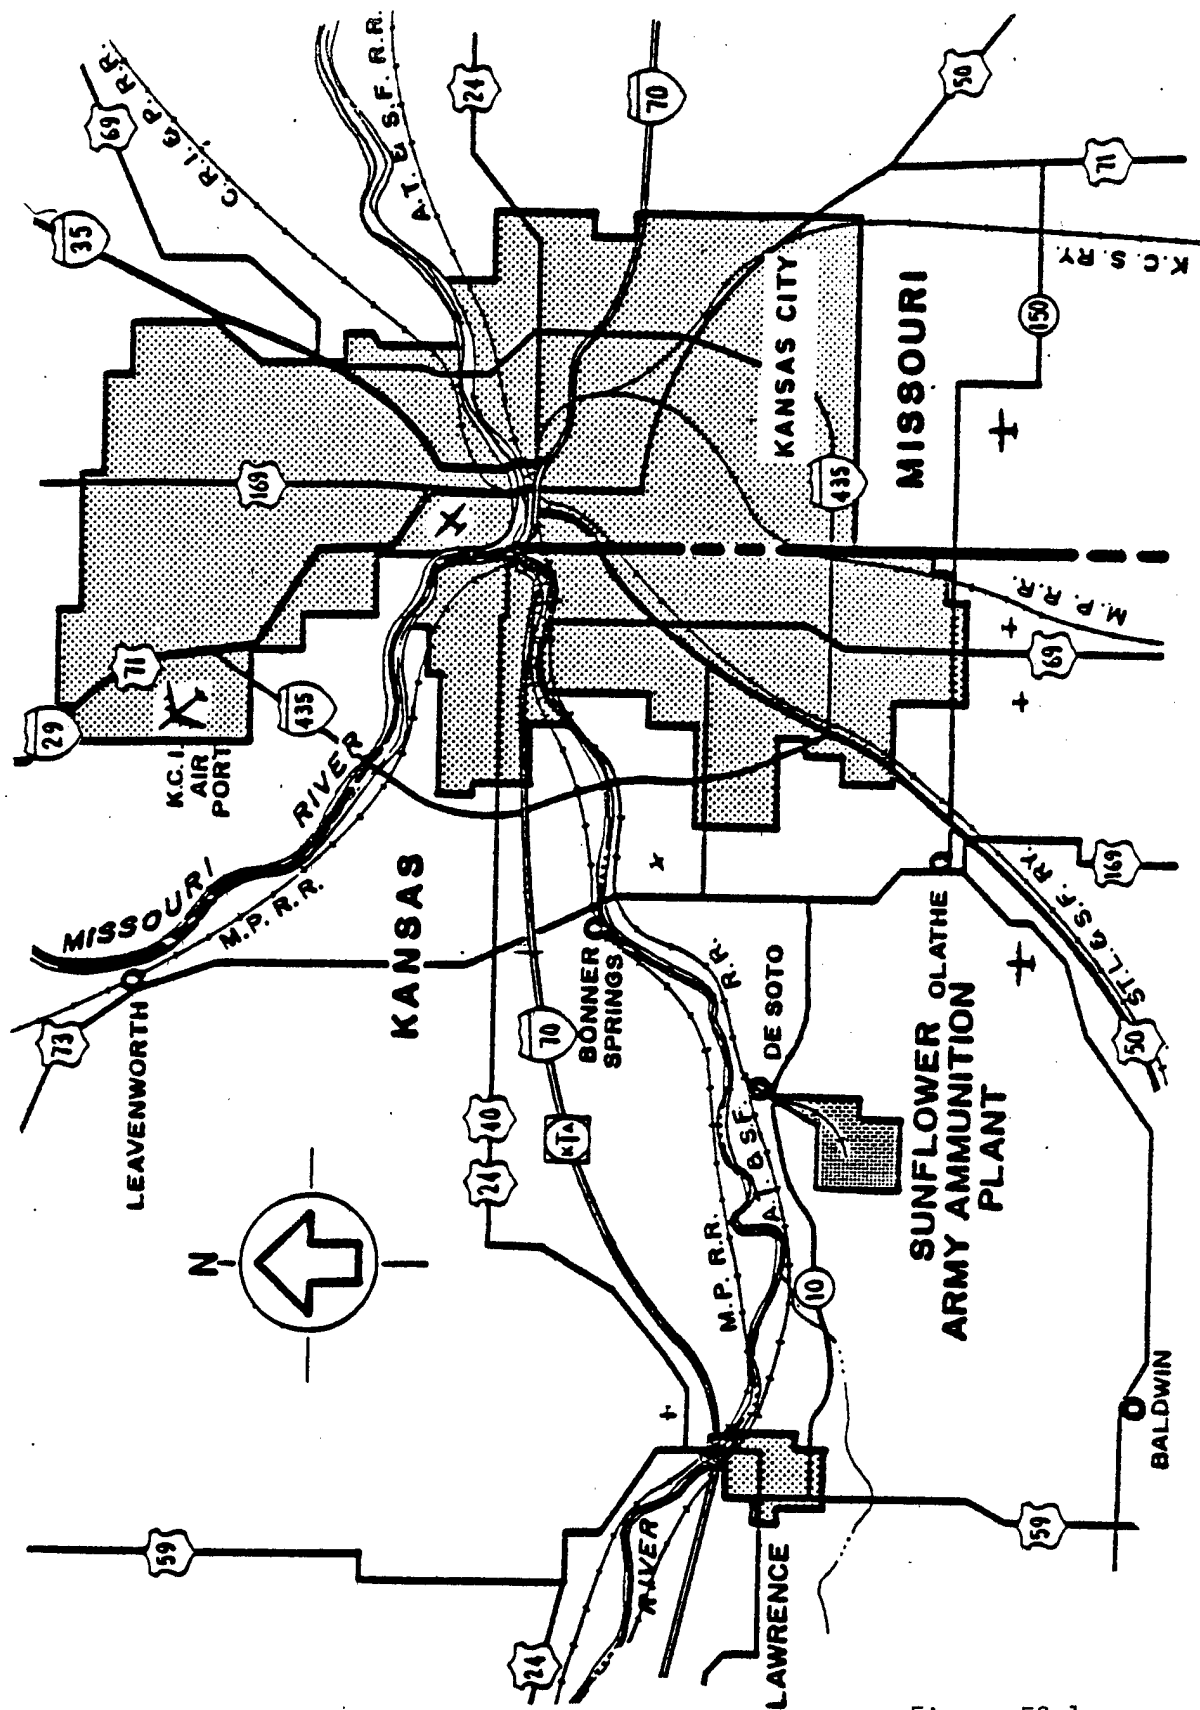 C. R. I. & P. R. R.
A. T. & S. F. R. R.
69
35
24
70
50
71
K. C. S. RY.
150
169
KANSAS CITY
435
MISSOURI
M. P. R. R.
69
29
71
K.C.I.
AIR
PORT
435
MISSOURI RIVER
M. P. R. R.
KANSAS
73
LEAVENWORTH
N
BONNER
SPRINGS
70
KTA
40
24
DE SOTO
OLATHE
169
ST. L. & S.F. RY.
50
A. T. & S.F. R.R.
M.P. R.R.
10
SUNFLOWER
ARMY AMMUNITION
PLANT
BALDWIN
59
24
RIVER
LAWRENCE
59